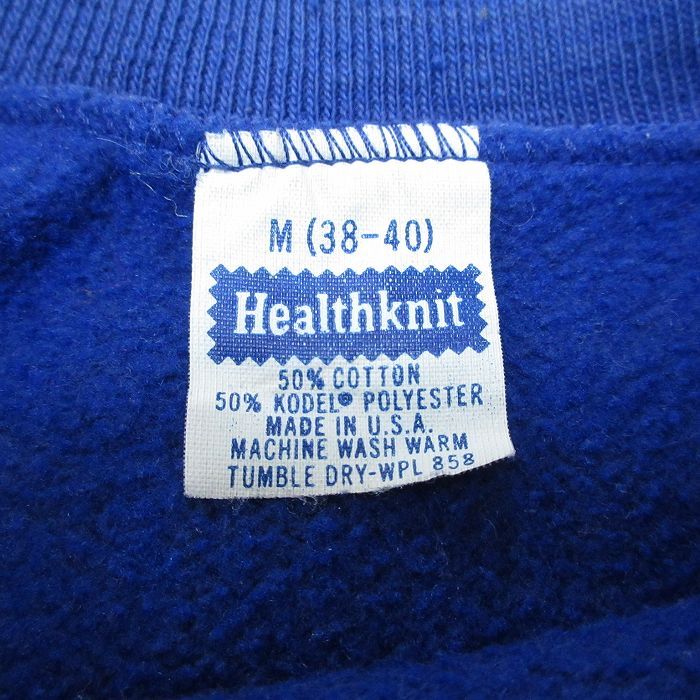 M (38-40)
Healthknit
50% COTTON
50% KODEL® POLYESTER
MADE IN U.S.A.
MACHINE WASH WARM
TUMBLE DRY-WPL 858